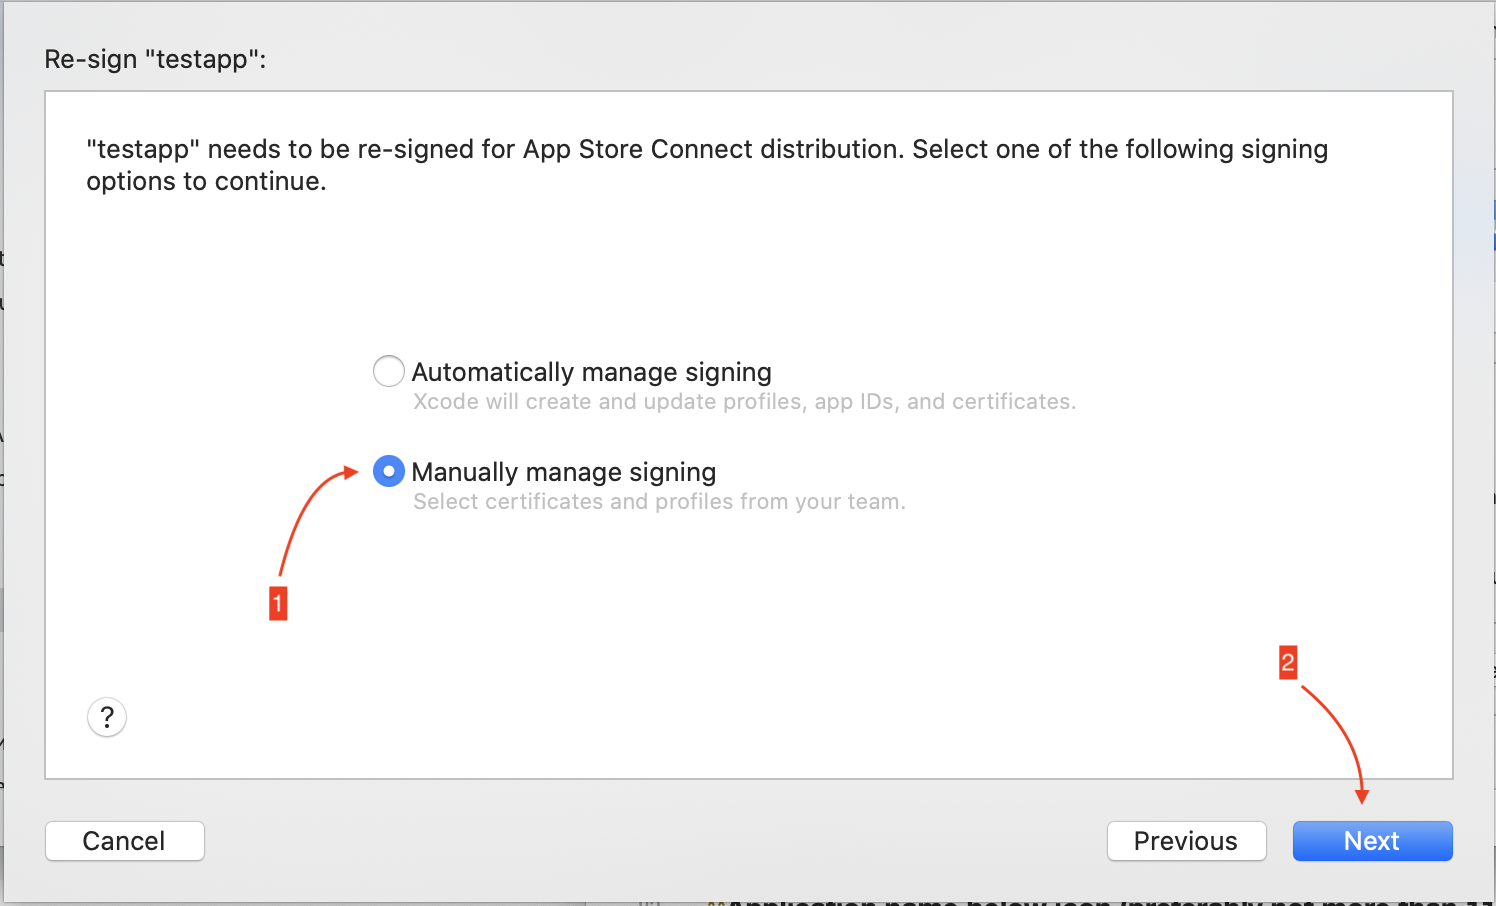 Re-sign "testapp":
"testapp" needs to be re-signed for App Store Connect distribution. Select one of the following signing
options to continue.
Automatically manage signing
Xcode will create and update profiles, app IDs, and certificates.
Manually manage signing
Select certificates and profiles from your team.
1
2
?
Cancel
Previous
Next